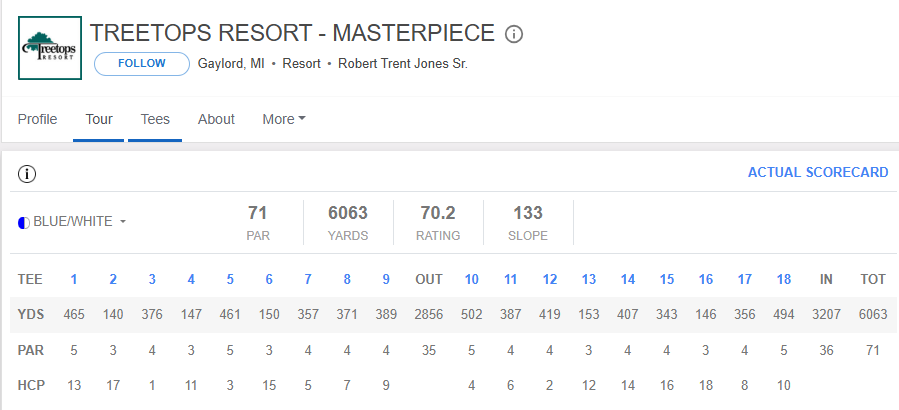 Treetops
RESORT
TREETOPS RESORT - MASTERPIECE i
FOLLOW Gaylord, MI • Resort • Robert Trent Jones Sr.
Profile Tour Tees About More
i ACTUAL SCORECARD
BLUE/WHITE 71 6063 70.2 133
PAR YARDS RATING SLOPE
TEE 1 2 3 4 5 6 7 8 9 OUT 10 11 12 13 14 15 16 17 18 IN TOT
YDS 465 140 376 147 461 150 357 371 389 2856 502 387 419 153 407 343 146 356 494 3207 6063
PAR 5 3 4 3 5 3 4 4 4 35 5 4 4 3 4 4 3 4 5 36 71
HCP 13 17 1 11 3 15 5 7 9 4 6 2 12 14 16 18 8 10